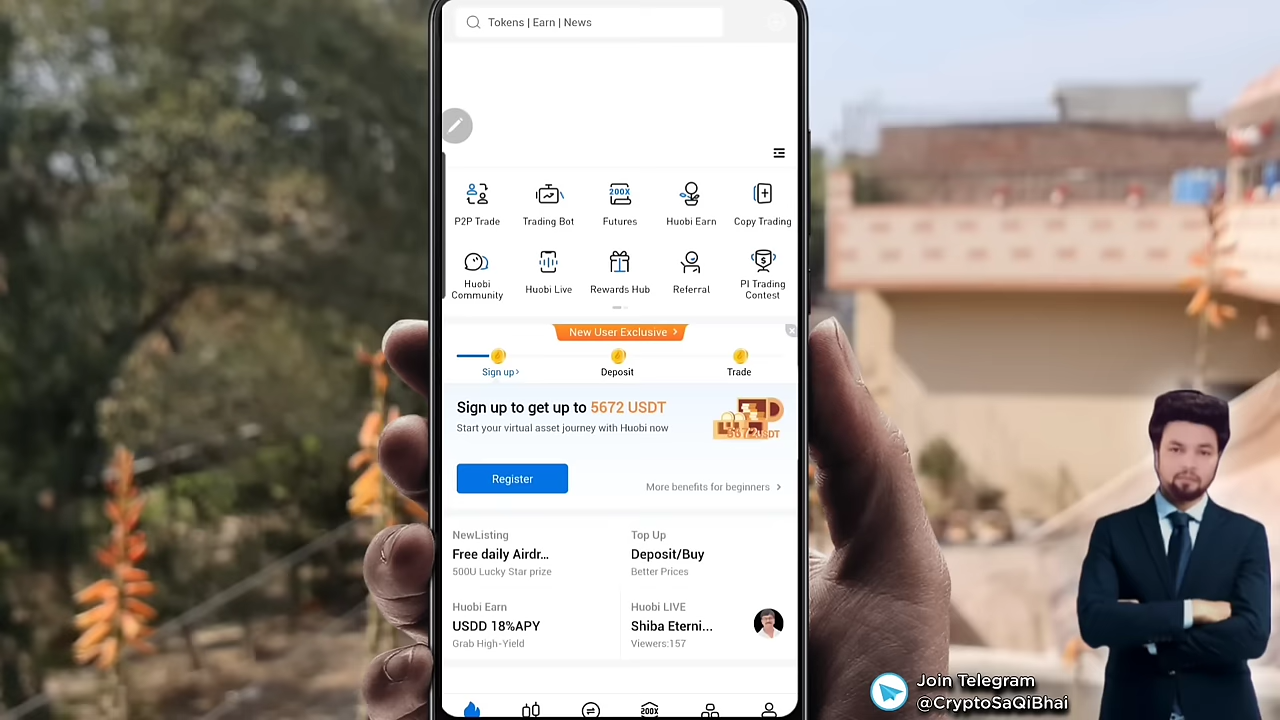 Tokens | Earn | News
P2P Trade
Trading Bot
200X
Futures
Huobi Earn
Copy Trading
Huobi
Community
Huobi Live
Rewards Hub
Referral
PI Trading
Contest
New User Exclusive >
Sign up>
Deposit
Trade
Sign up to get up to 5672 USDT
Start your virtual asset journey with Huobi now
5672USDT
Register
More benefits for beginners >
NewListing
Free daily Airdr...
500U Lucky Star prize
Top Up
Deposit/Buy
Better Prices
Huobi Earn
USDD 18%APY
Grab High-Yield
Huobi LIVE
Shiba Eterni...
Viewers:157
200X
Join Telegram
@CryptoSaQiBhai